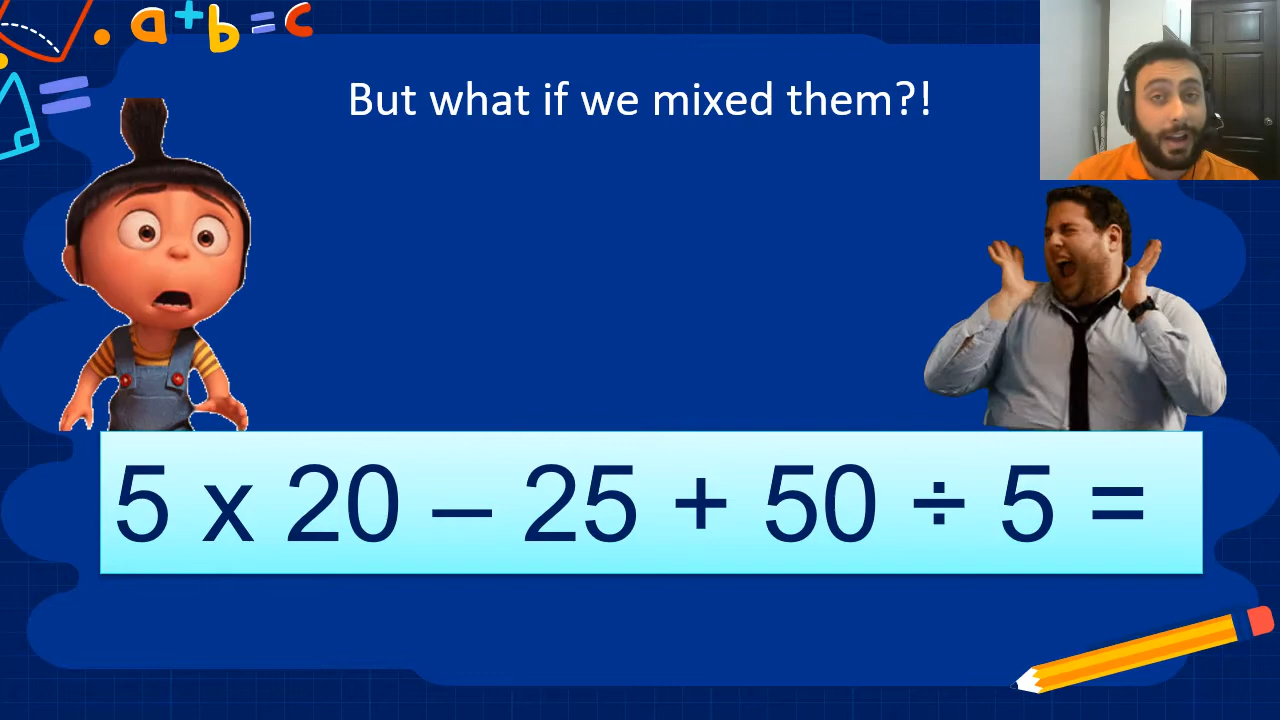 a+b=c
But what if we mixed them?!
5 x 20 – 25 + 50 ÷ 5 =